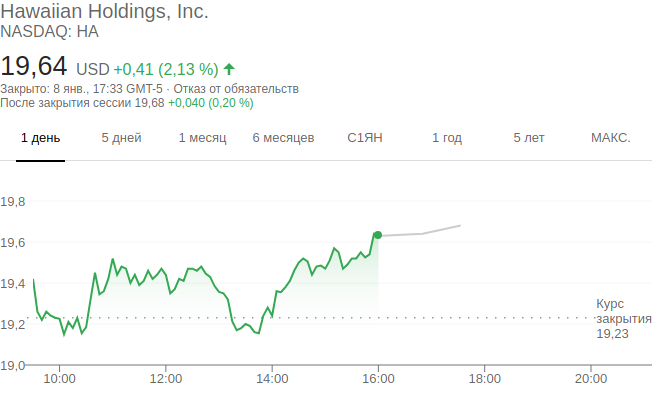 Hawaiian Holdings, Inc.
NASDAQ: HA
19,64 USD +0,41 (2,13 %)
Закрыто: 8 янв., 17:33 GMT-5 · Отказ от обязательств
После закрытия сессии 19,68 +0,040 (0,20 %)
1 день 5 дней 1 месяц 6 месяцев С1ЯН 1 год 5 лет МАКС.
19,8
19,6
19,4
19,2
19,0
Курс
закрытия
19,23
10:00 12:00 14:00 16:00 18:00 20:00